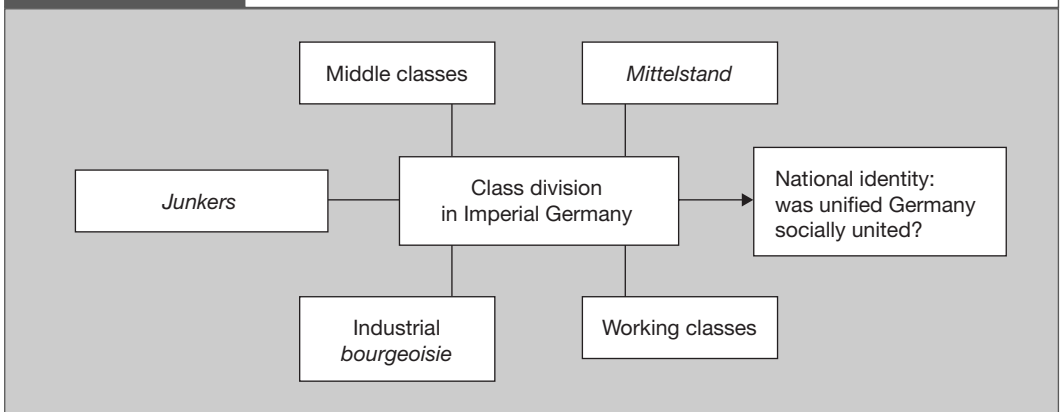 Middle classes
Mittelstand
Junkers
Class division
in Imperial Germany
National identity:
was unified Germany
socially united?
Industrial
bourgeoisie
Working classes